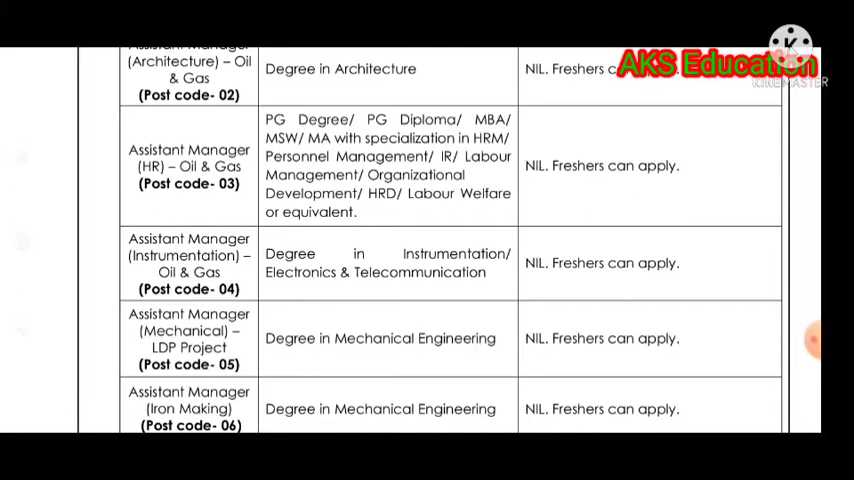 Assistant Manager
(Architecture) – Oil
& Gas
(Post code- 02)
Degree in Architecture
NIL. Freshers c
AKS Education
KINEMASTER
Assistant Manager
(HR) – Oil & Gas
(Post code- 03)
PG Degree/ PG Diploma/ MBA/
MSW/ MA with specialization in HRM/
Personnel Management/ IR/ Labour
Management/ Organizational
Development/ HRD/ Labour Welfare
or equivalent.
NIL. Freshers can apply.
Assistant Manager
(Instrumentation) –
Oil & Gas
(Post code- 04)
Degree in Instrumentation/
Electronics & Telecommunication
NIL. Freshers can apply.
Assistant Manager
(Mechanical) –
LDP Project
(Post code- 05)
Degree in Mechanical Engineering
NIL. Freshers can apply.
Assistant Manager
(Iron Making)
(Post code- 06)
Degree in Mechanical Engineering
NIL. Freshers can apply.